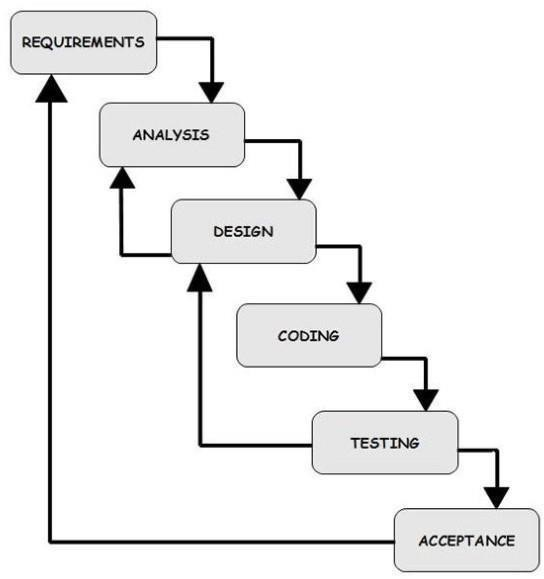 REQUIREMENTS
ANALYSIS
DESIGN
CODING
TESTING
ACCEPTANCE